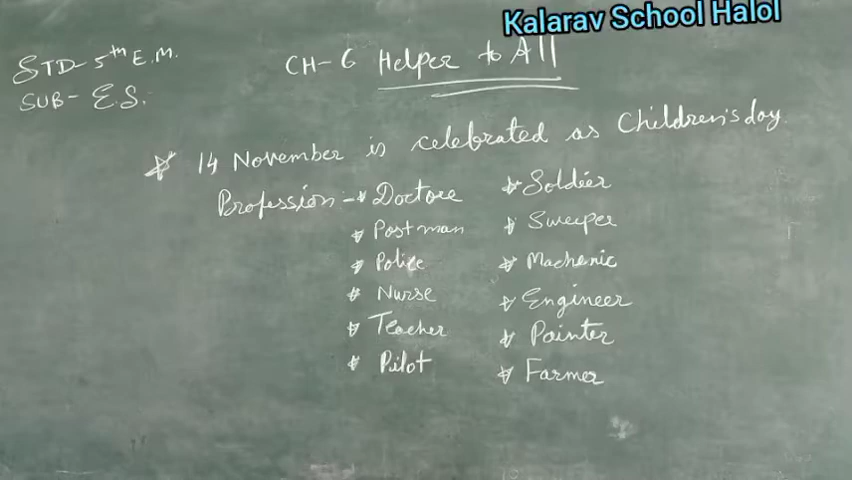 Kalarav School Halol
STD- 5th E.M.
CH- 6 Helper to All
SUB- E.S.
* 14 November is celebrated as Children's day.
Profession :- * Doctore * Soldier
* Postman * Sweeper
* Police * Machenic
* Nurse * Engineer
* Teacher * Painter
* Pilot * Farmer